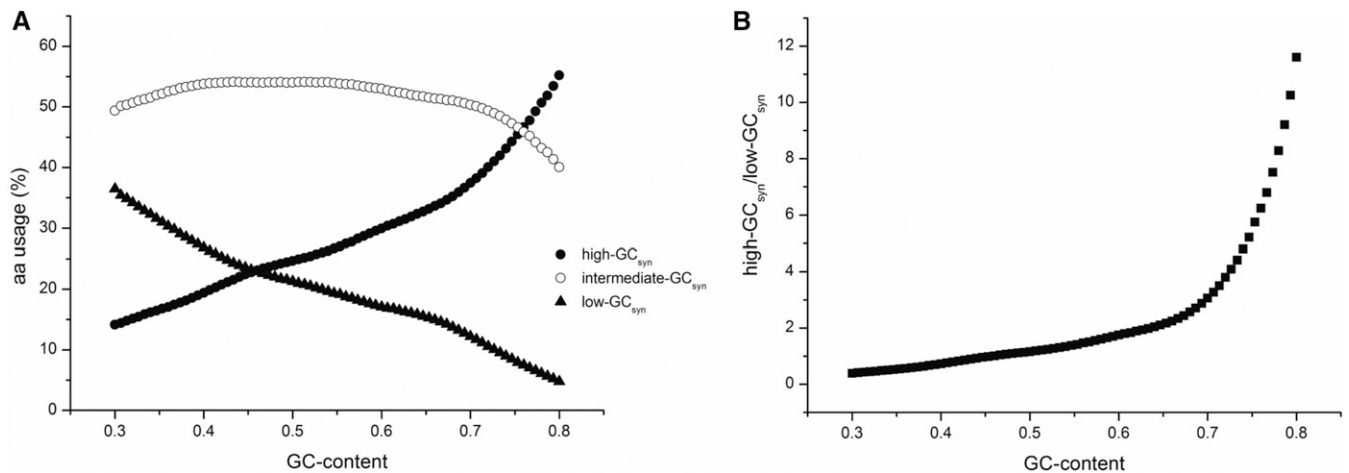 A
aa usage (%)
60
50
40
30
20
10
0
high-GCsyn
intermediate-GCsyn
low-GCsyn
0.3 0.4 0.5 0.6 0.7 0.8
GC-content
B
high-GCsyn/low-GCsyn
12
10
8
6
4
2
0
0.3 0.4 0.5 0.6 0.7 0.8
GC-content